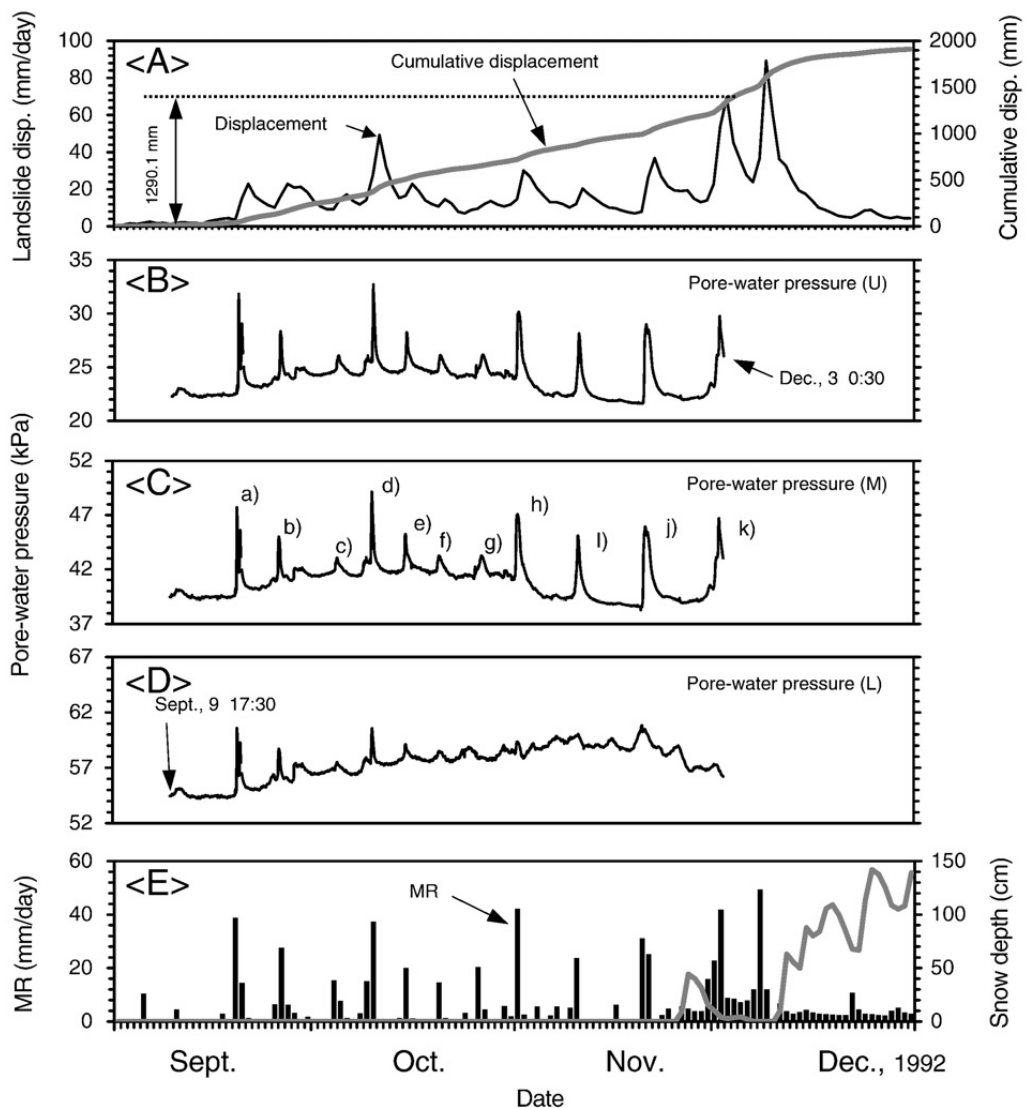 <A>
Landslide disp. (mm/day)
100
80
60
40
20
0
1290.1 mm
Displacement
Cumulative displacement
2000
1500
1000
500
0
Cumulative disp. (mm)
<B>
Pore-water pressure (U)
35
30
25
20
Dec., 3 0:30
Pore-water pressure (kPa)
<C>
Pore-water pressure (M)
52
47
42
37
a)
b)
c)
d)
e)
f)
g)
h)
l)
j)
k)
<D>
Pore-water pressure (L)
67
62
57
52
Sept., 9 17:30
<E>
MR (mm/day)
60
40
20
0
MR
150
100
50
0
Snow depth (cm)
Sept. Oct. Nov. Dec., 1992
Date